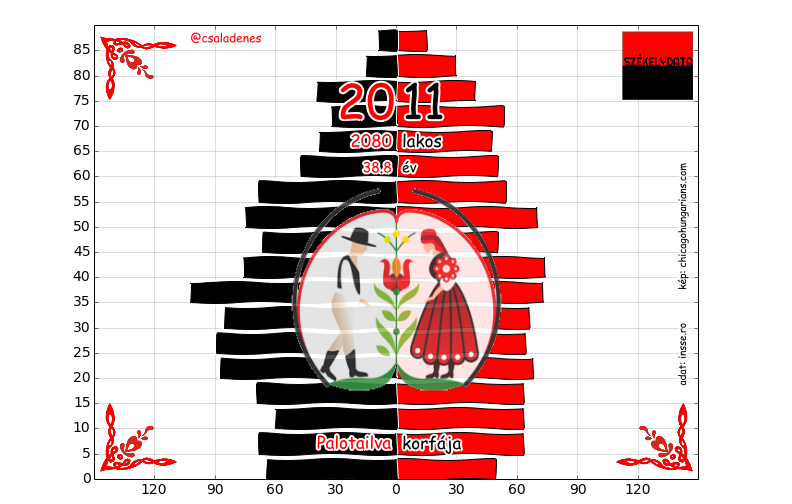 @csaladenes
SZÉKELYDATA
2011
2080 lakos
38.8 év
kép: chicagohungarians.com
adat: insse.ro
Palotailva korfája
85
80
75
70
65
60
55
50
45
40
35
30
25
20
15
10
5
0
120 90 60 30 0 30 60 90 120